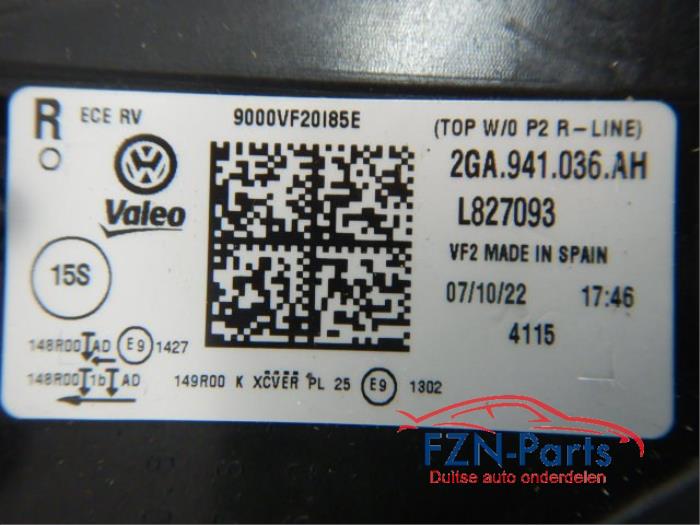 R ECE RV 9000VF20I85E (TOP W/O P2 R-LINE)
2GA.941.036.AH
Valeo L827093
VF2 MADE IN SPAIN
15S 07/10/22 17:46
4115
148R00 AD E9 1427
148R00 1b AD 149R00 K XCVER PL 25 E9 1302
FZN-Parts
Duitse auto onderdelen